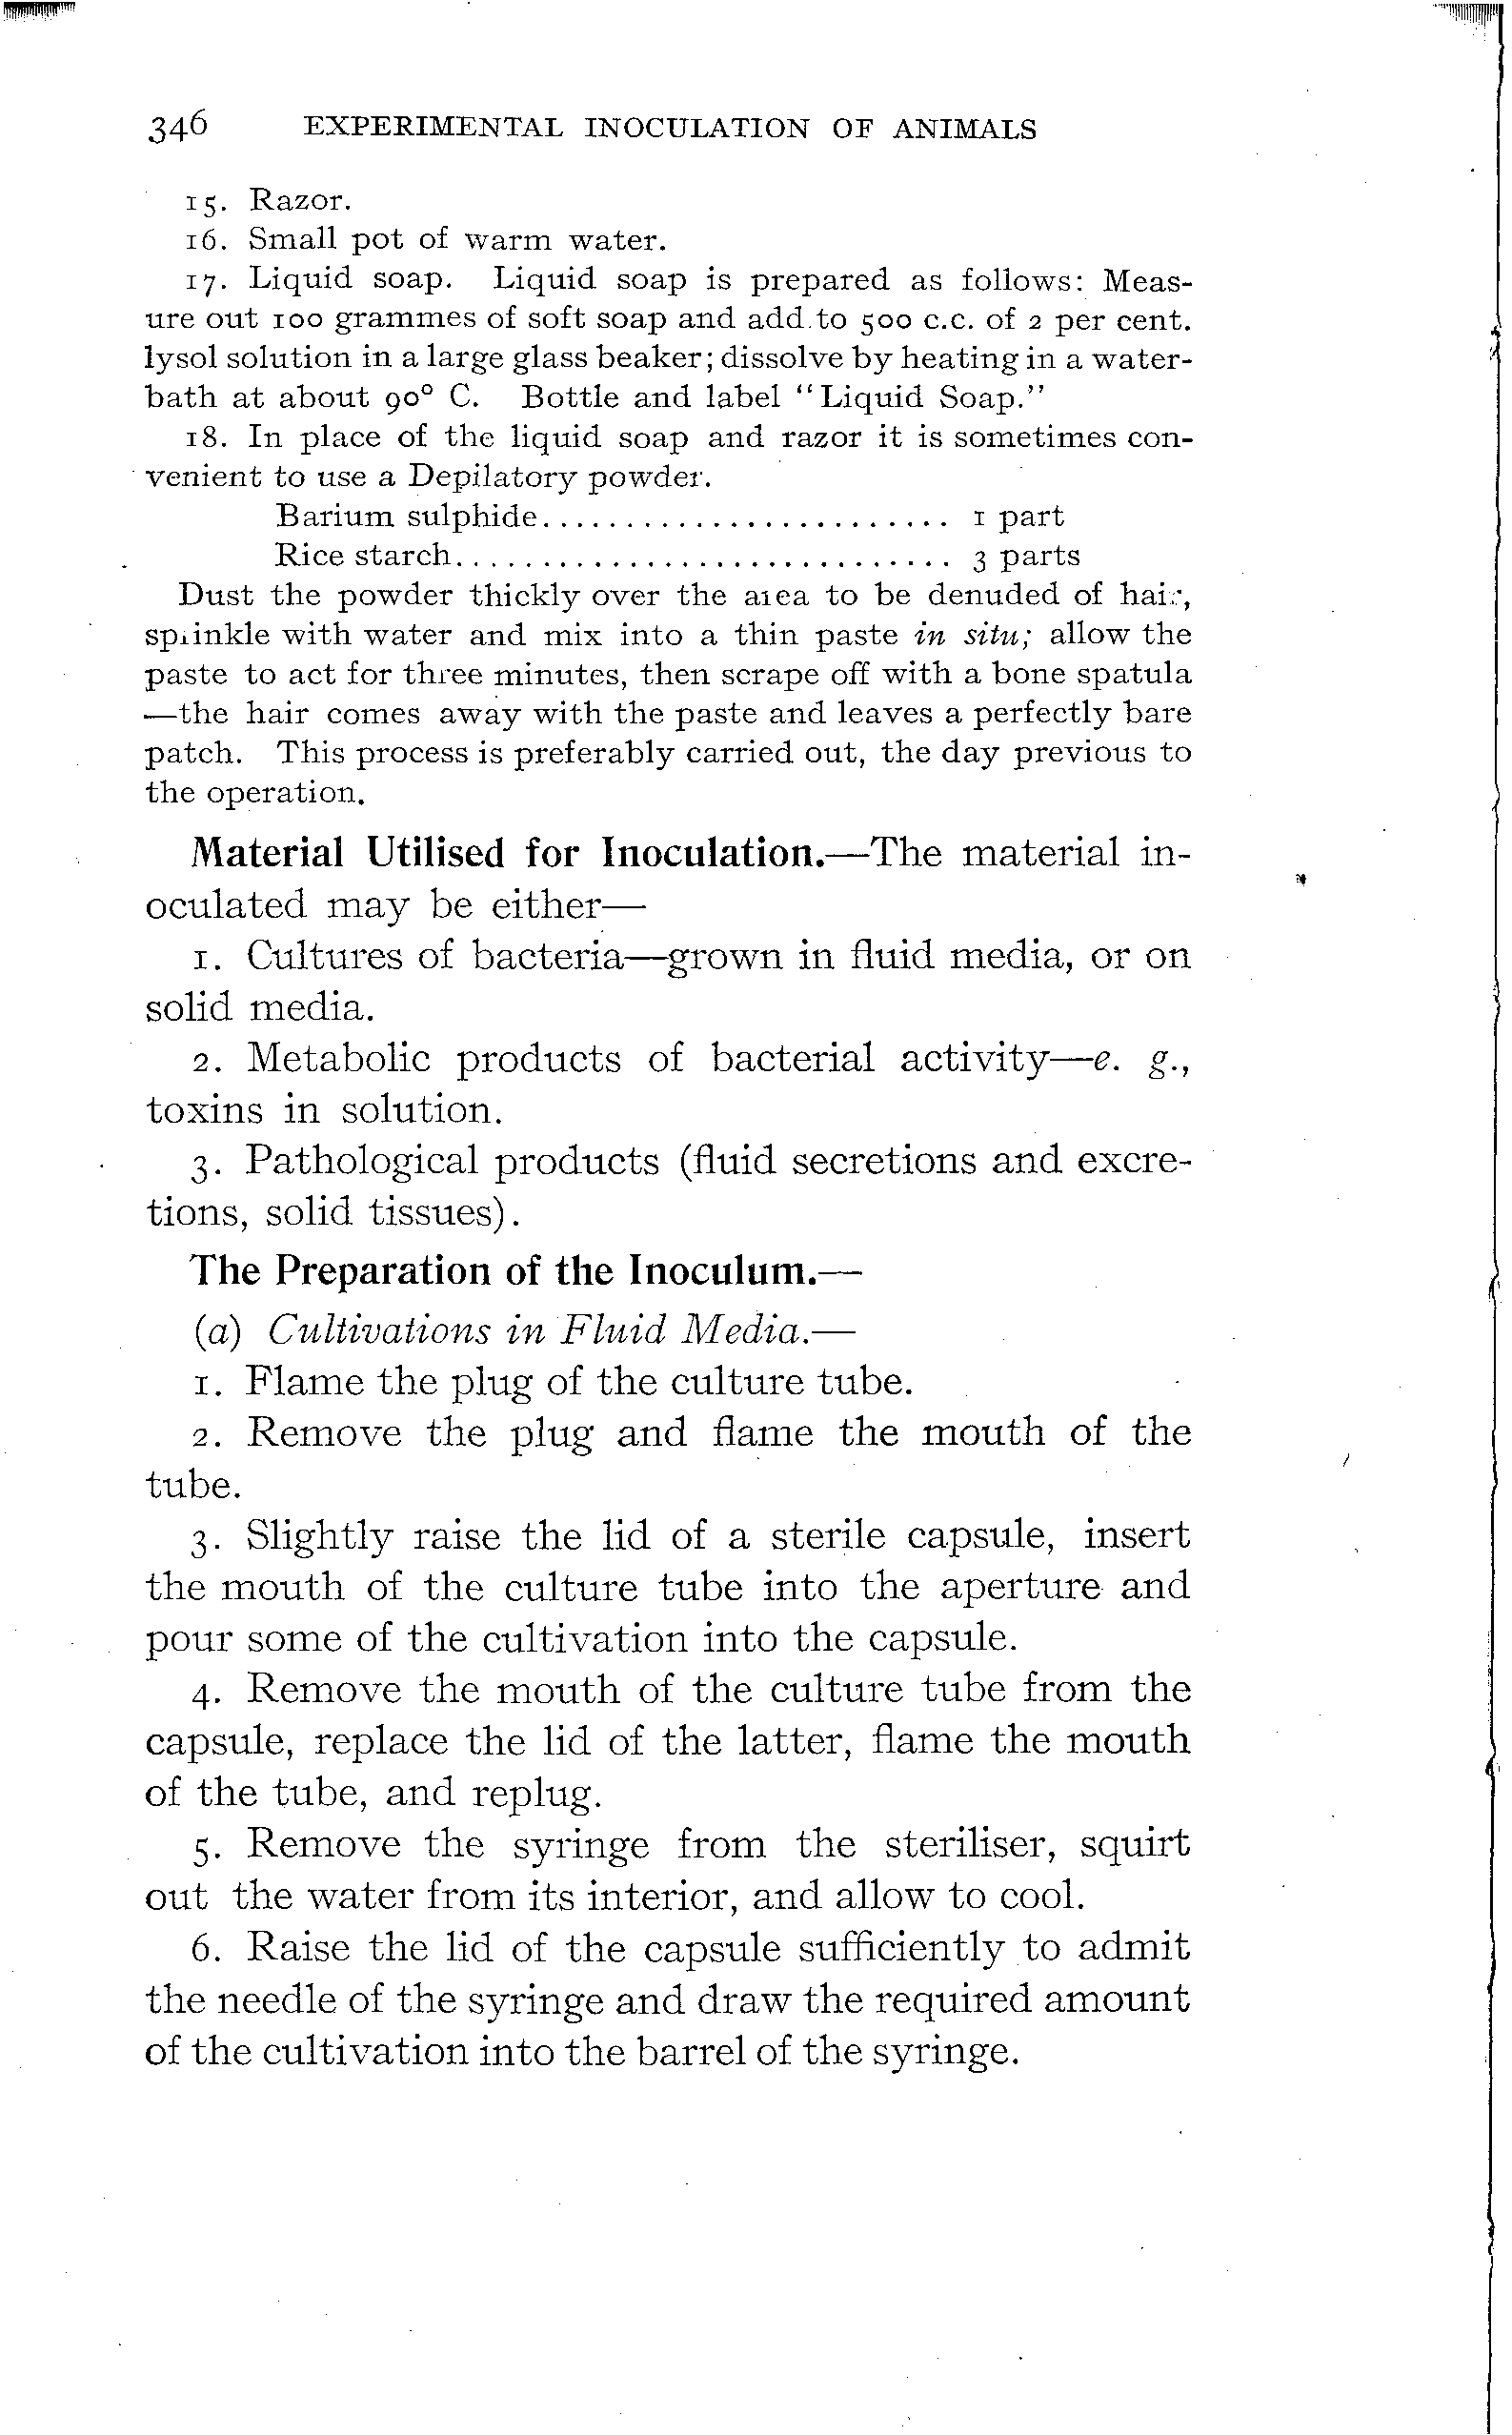 346 EXPERIMENTAL INOCULATION OF ANIMALS
15. Razor.
16. Small pot of warm water.
17. Liquid soap. Liquid soap is prepared as follows: Meas-
ure out 100 grammes of soft soap and add to 500 c.c. of 2 per cent.
lysol solution in a large glass beaker; dissolve by heating in a water-
bath at about 90° C. Bottle and label "Liquid Soap."
18. In place of the liquid soap and razor it is sometimes con-
venient to use a Depilatory powder.
Barium sulphide........................ 1 part
Rice starch............................. 3 parts
Dust the powder thickly over the area to be denuded of hair,
sprinkle with water and mix into a thin paste in situ; allow the
paste to act for three minutes, then scrape off with a bone spatula
—the hair comes away with the paste and leaves a perfectly bare
patch. This process is preferably carried out, the day previous to
the operation.
Material Utilised for Inoculation.—The material in-
oculated may be either—
1. Cultures of bacteria—grown in fluid media, or on
solid media.
2. Metabolic products of bacterial activity—e. g.,
toxins in solution.
3. Pathological products (fluid secretions and excre-
tions, solid tissues).
The Preparation of the Inoculum.—
(a) Cultivations in Fluid Media.—
1. Flame the plug of the culture tube.
2. Remove the plug and flame the mouth of the
tube.
3. Slightly raise the lid of a sterile capsule, insert
the mouth of the culture tube into the aperture and
pour some of the cultivation into the capsule.
4. Remove the mouth of the culture tube from the
capsule, replace the lid of the latter, flame the mouth
of the tube, and replug.
5. Remove the syringe from the steriliser, squirt
out the water from its interior, and allow to cool.
6. Raise the lid of the capsule sufficiently to admit
the needle of the syringe and draw the required amount
of the cultivation into the barrel of the syringe.